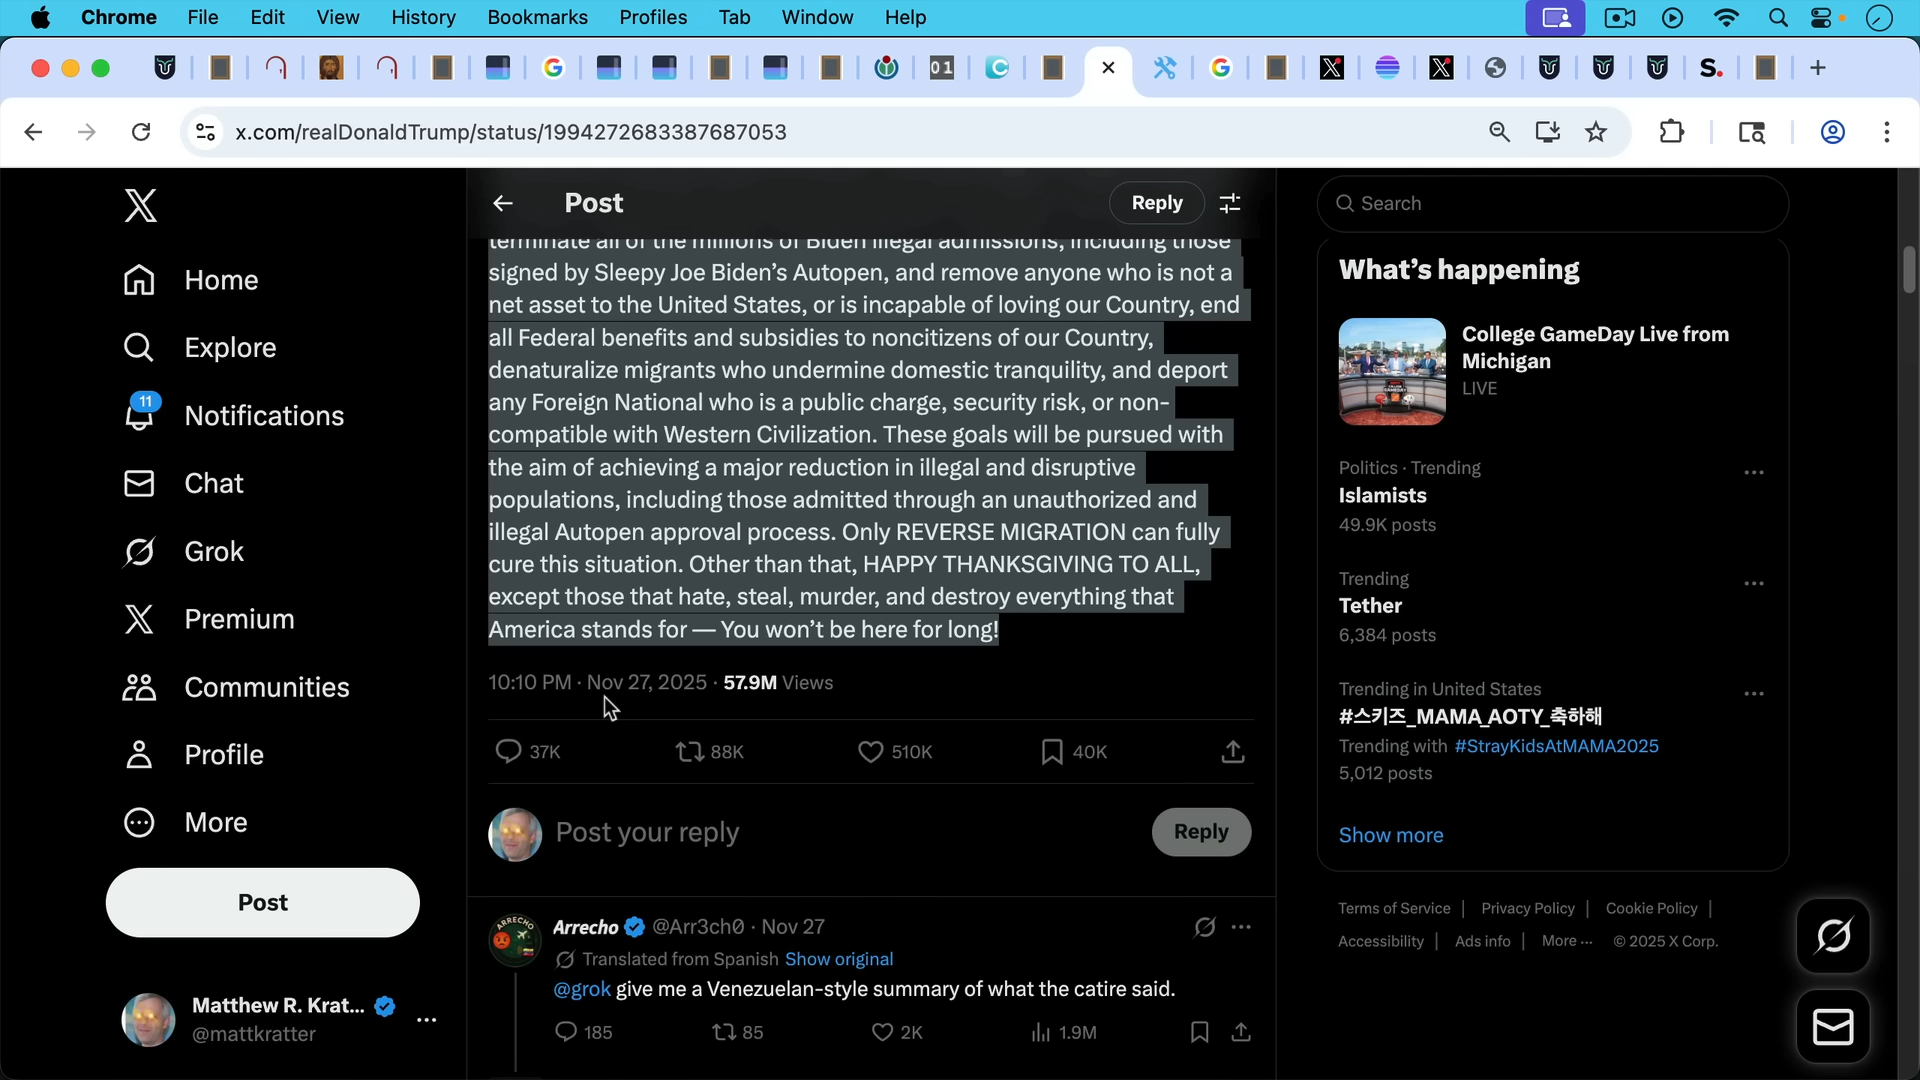 Chrome File Edit View History Bookmarks Profiles Tab Window Help
01
S.
x.com/realDonaldTrump/status/1994272683387687053
Home
Explore
11
Notifications
Chat
Grok
Premium
Communities
Profile
More
Post
Matthew R. Krat...
@mattkratter
Post
Reply
terminate all of the millions of Biden illegal admissions, including those
signed by Sleepy Joe Biden’s Autopen, and remove anyone who is not a
net asset to the United States, or is incapable of loving our Country, end
all Federal benefits and subsidies to noncitizens of our Country,
denaturalize migrants who undermine domestic tranquility, and deport
any Foreign National who is a public charge, security risk, or non-
compatible with Western Civilization. These goals will be pursued with
the aim of achieving a major reduction in illegal and disruptive
populations, including those admitted through an unauthorized and
illegal Autopen approval process. Only REVERSE MIGRATION can fully
cure this situation. Other than that, HAPPY THANKSGIVING TO ALL,
except those that hate, steal, murder, and destroy everything that
America stands for — You won’t be here for long!
10:10 PM · Nov 27, 2025 · 57.9M Views
37K 88K 510K 40K
Post your reply
Reply
Arrecho @Arr3ch0 · Nov 27
Translated from Spanish Show original
@grok give me a Venezuelan-style summary of what the catire said.
185 85 2K 1.9M
Search
What’s happening
College GameDay Live from
Michigan
LIVE
Politics · Trending
Islamists
49.9K posts
Trending
Tether
6,384 posts
Trending in United States
#스키즈_MAMA_AOTY_축하해
Trending with #StrayKidsAtMAMA2025
5,012 posts
Show more
Terms of Service | Privacy Policy | Cookie Policy |
Accessibility | Ads info | More ··· © 2025 X Corp.